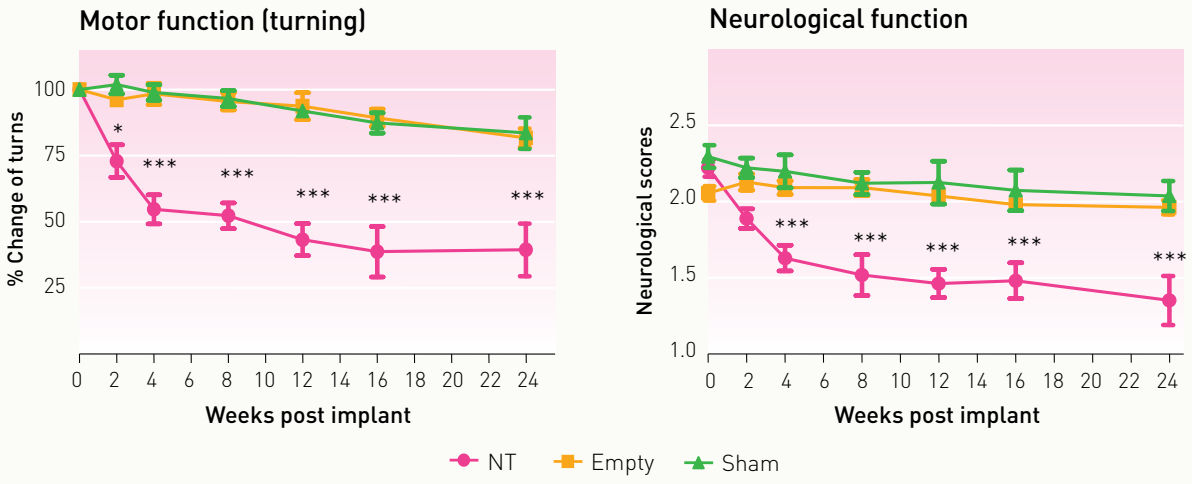 Motor function (turning)
% Change of turns
100
75
50
25
*
***
***
***
***
***
0 2 4 6 8 10 12 14 16 18 20 22 24
Weeks post implant
Neurological function
Neurological scores
2.5
2.0
1.5
1.0
***
***
***
***
***
0 2 4 6 8 10 12 14 16 18 20 22 24
Weeks post implant
NT Empty Sham